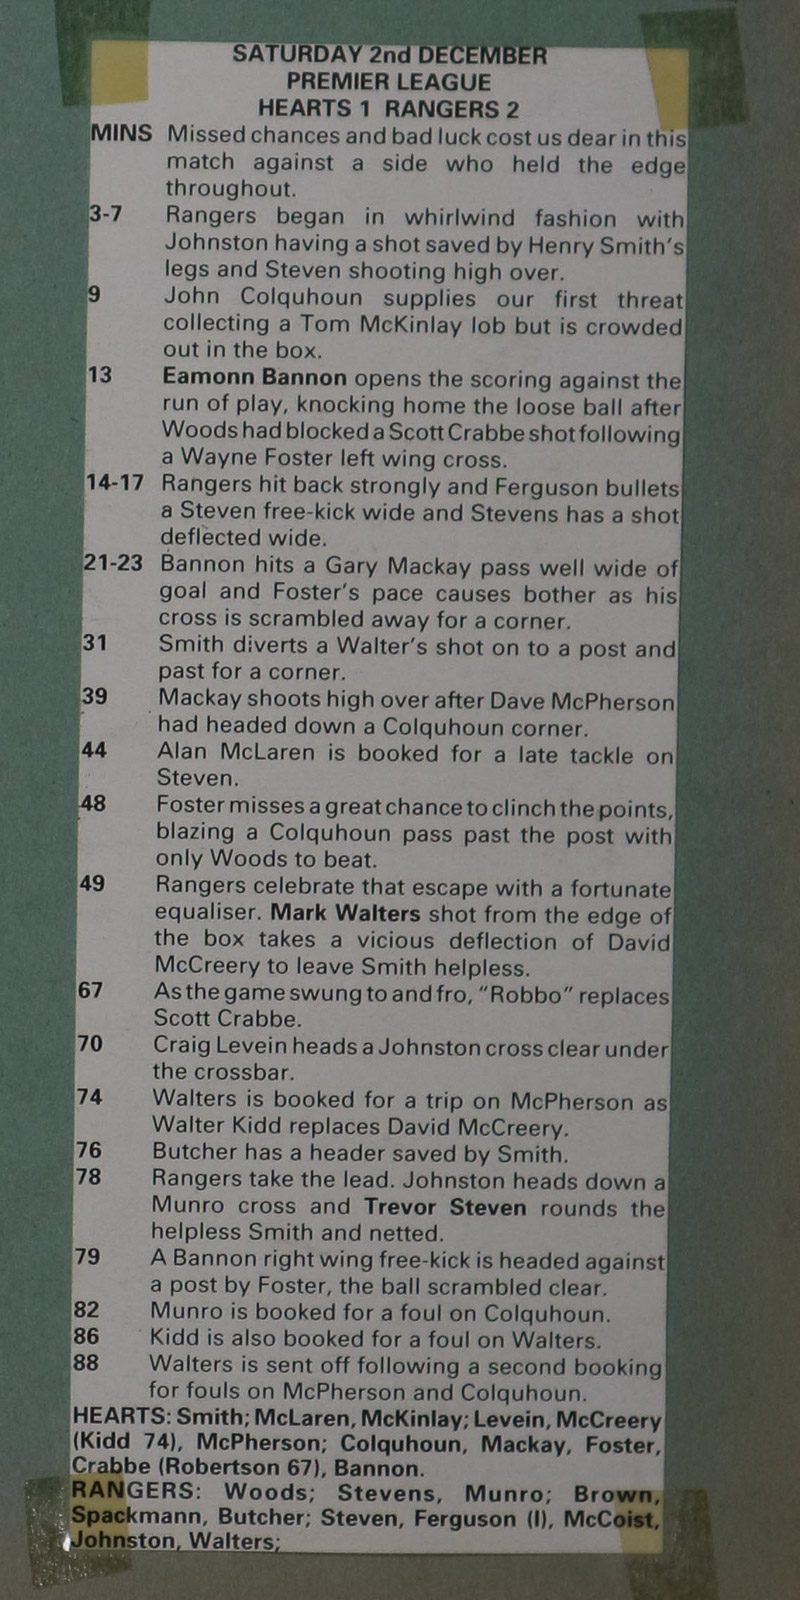 SATURDAY 2nd DECEMBER
PREMIER LEAGUE
HEARTS 1 RANGERS 2
MINS Missed chances and bad luck cost us dear in this
match against a side who held the edge
throughout.
3-7 Rangers began in whirlwind fashion with
Johnston having a shot saved by Henry Smith's
legs and Steven shooting high over.
9 John Colquhoun supplies our first threat
collecting a Tom McKinlay lob but is crowded
out in the box.
13 Eamonn Bannon opens the scoring against the
run of play, knocking home the loose ball after
Woods had blocked a Scott Crabbe shot following
a Wayne Foster left wing cross.
14-17 Rangers hit back strongly and Ferguson bullets
a Steven free-kick wide and Stevens has a shot
deflected wide.
21-23 Bannon hits a Gary Mackay pass well wide of
goal and Foster's pace causes bother as his
cross is scrambled away for a corner.
31 Smith diverts a Walter's shot on to a post and
past for a corner.
39 Mackay shoots high over after Dave McPherson
had headed down a Colquhoun corner.
44 Alan McLaren is booked for a late tackle on
Steven.
48 Foster misses a great chance to clinch the points,
blazing a Colquhoun pass past the post with
only Woods to beat.
49 Rangers celebrate that escape with a fortunate
equaliser. Mark Walters shot from the edge of
the box takes a vicious deflection of David
McCreery to leave Smith helpless.
67 As the game swung to and fro, "Robbo" replaces
Scott Crabbe.
70 Craig Levein heads a Johnston cross clear under
the crossbar.
74 Walters is booked for a trip on McPherson as
Walter Kidd replaces David McCreery.
76 Butcher has a header saved by Smith.
78 Rangers take the lead. Johnston heads down a
Munro cross and Trevor Steven rounds the
helpless Smith and netted.
79 A Bannon right wing free-kick is headed against
a post by Foster, the ball scrambled clear.
82 Munro is booked for a foul on Colquhoun.
86 Kidd is also booked for a foul on Walters.
88 Walters is sent off following a second booking
for fouls on McPherson and Colquhoun.
HEARTS: Smith; McLaren, McKinlay; Levein, McCreery
(Kidd 74), McPherson; Colquhoun, Mackay, Foster,
Crabbe (Robertson 67), Bannon.
RANGERS: Woods; Stevens, Munro; Brown,
Spackmann, Butcher; Steven, Ferguson (I), McCoist,
Johnston, Walters;